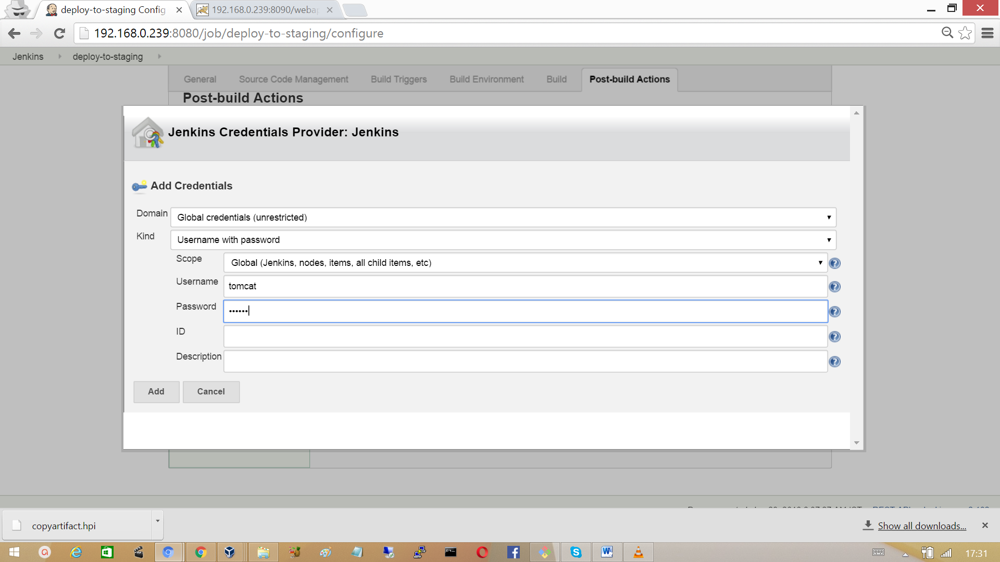 deploy-to-staging Config
192.168.0.239:8090/webap
192.168.0.239:8080/job/deploy-to-staging/configure
Jenkins
deploy-to-staging
General
Source Code Management
Build Triggers
Build Environment
Build
Post-build Actions
Post-build Actions
Jenkins Credentials Provider: Jenkins
Add Credentials
Domain
Global credentials (unrestricted)
Kind
Username with password
Scope
Global (Jenkins, nodes, items, all child items, etc)
Username
tomcat
Password
••••••
ID
Description
Add
Cancel
copyartifact.hpi
Show all downloads...
17:31